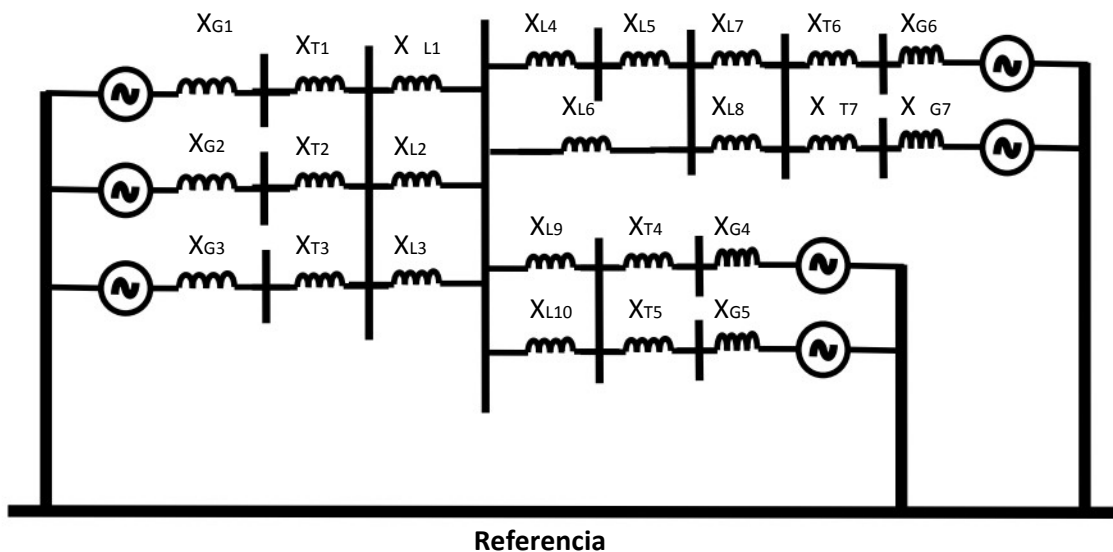 XG1 XT1 X L1 XL4 XL5 XL7 XT6 XG6
XG2 XT2 XL2 XL6 XL8 X T7 X G7
XG3 XT3 XL3 XL9 XT4 XG4
XL10 XT5 XG5
Referencia